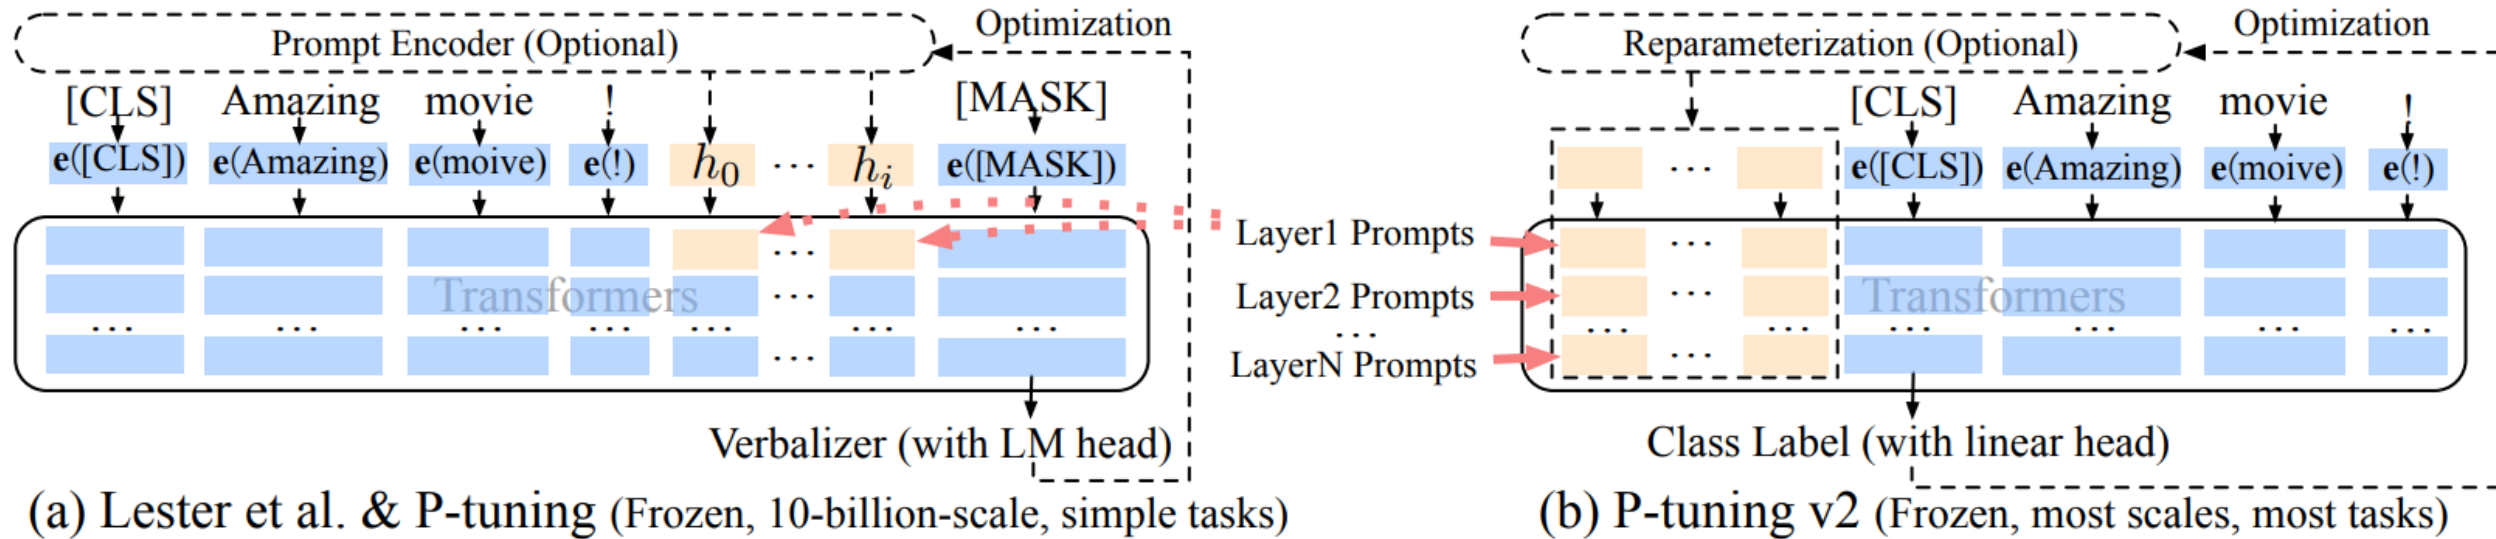 Prompt Encoder (Optional)
Optimization
[CLS] Amazing movie ! [MASK]
e([CLS]) e(Amazing) e(moive) e(!) h0 ... hi e([MASK])
...
Transformers
...
... ... ... ... ... ... ...
...
Verbalizer (with LM head)
(a) Lester et al. & P-tuning (Frozen, 10-billion-scale, simple tasks)
Layer1 Prompts
Layer2 Prompts
...
LayerN Prompts
Reparameterization (Optional)
Optimization
[CLS] Amazing movie !
... e([CLS]) e(Amazing) e(moive) e(!)
...
... Transformers
... ... ... ... ... ...
...
Class Label (with linear head)
(b) P-tuning v2 (Frozen, most scales, most tasks)